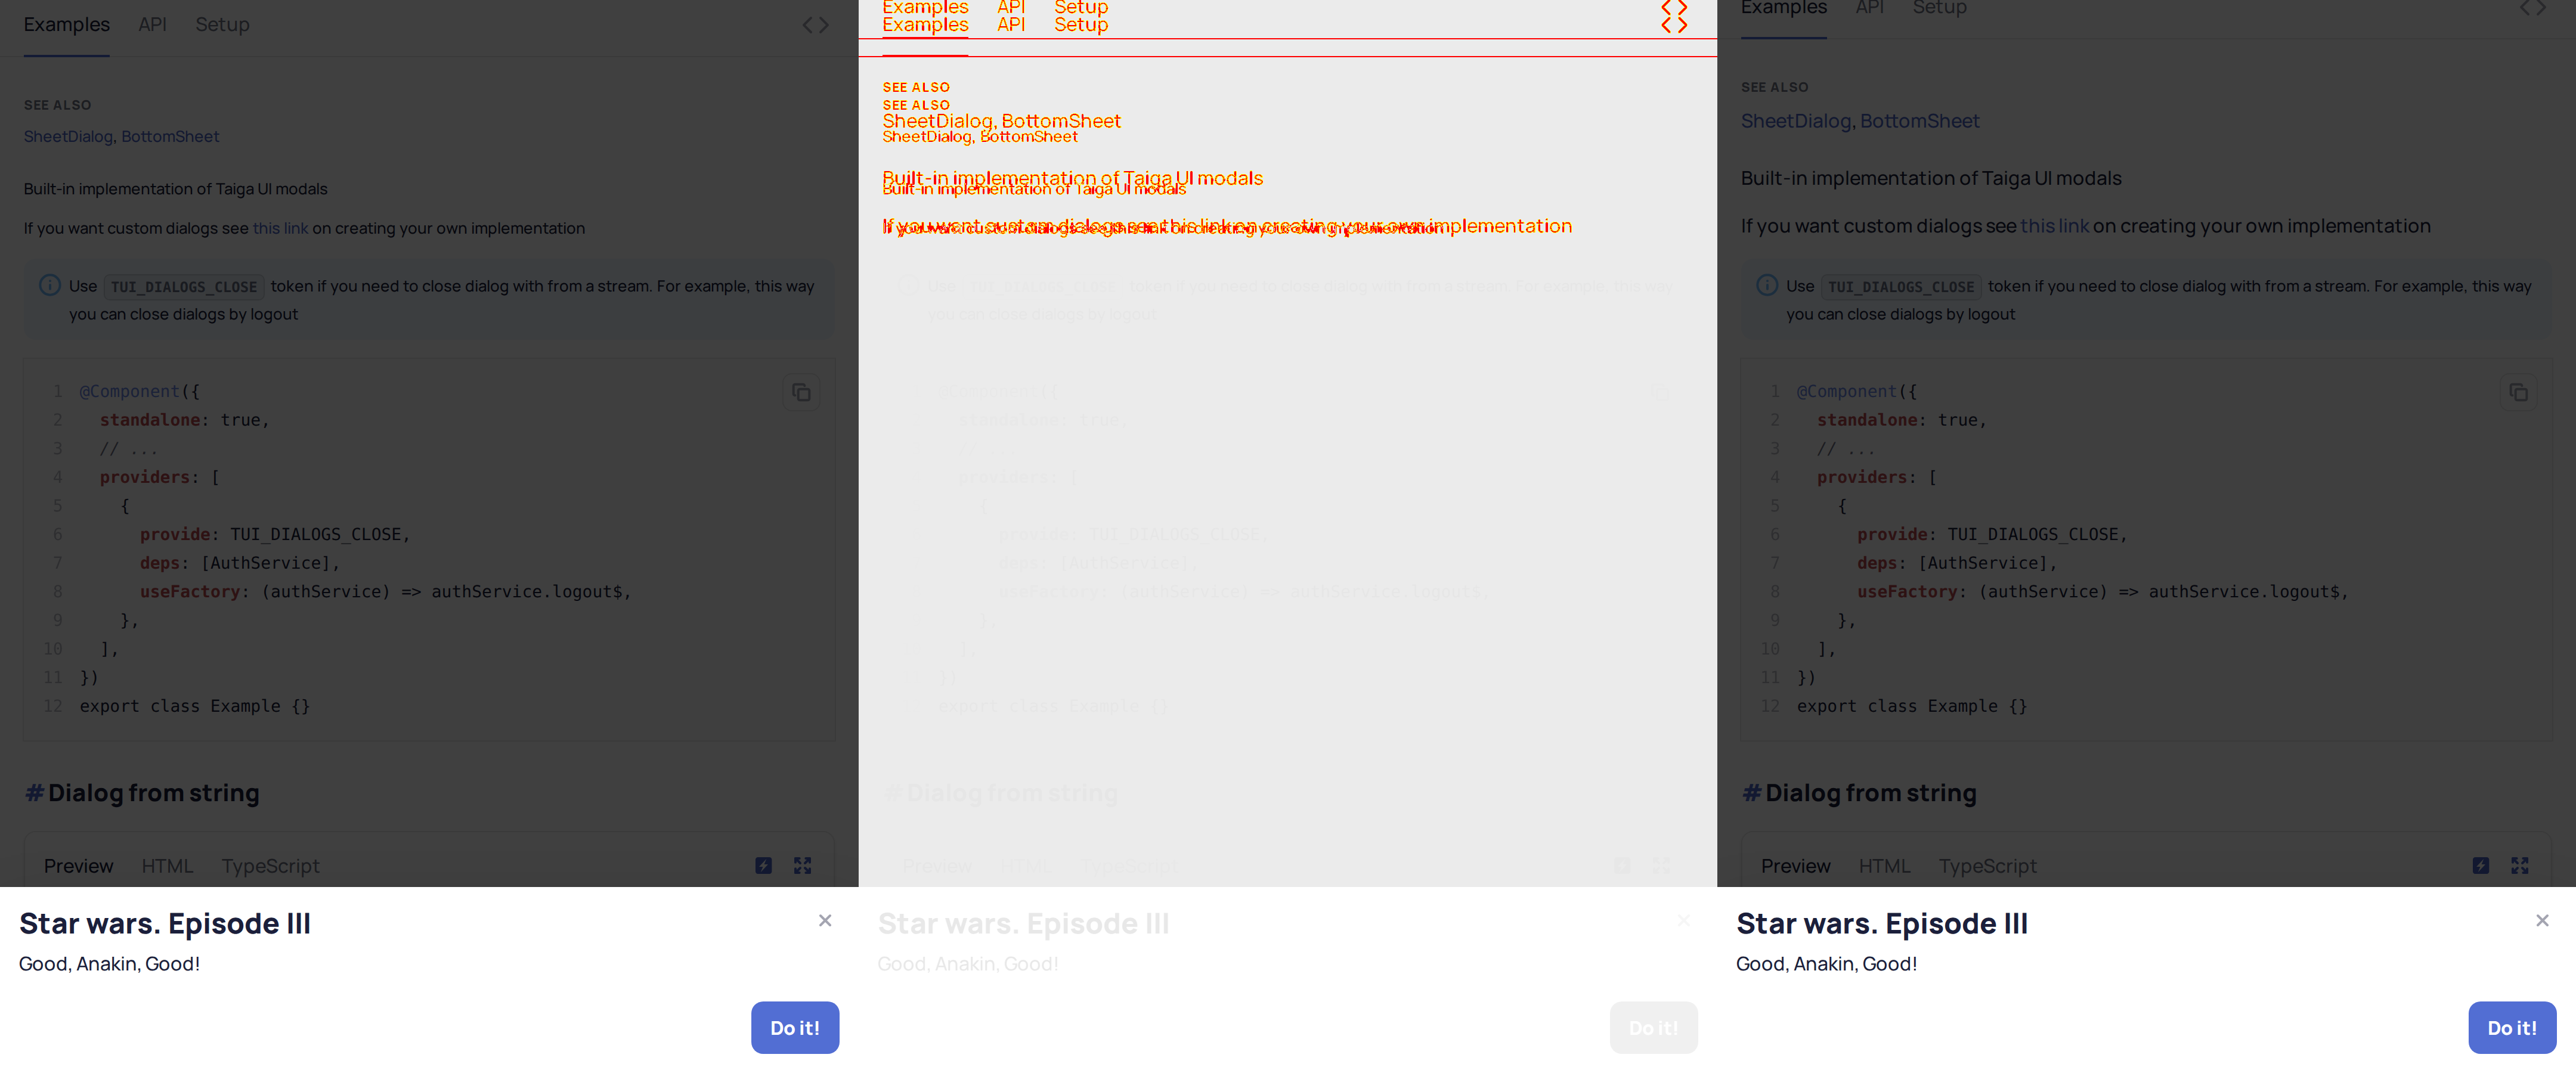 Examples API Setup
SEE ALSO
SheetDialog, BottomSheet
Built-in implementation of Taiga UI modals
If you want custom dialogs see this link on creating your own implementation
Use TUI_DIALOGS_CLOSE token if you need to close dialog with from a stream. For example, this way
you can close dialogs by logout
1 @Component({
2 standalone: true,
3 // ...
4 providers: [
5 {
6 provide: TUI_DIALOGS_CLOSE,
7 deps: [AuthService],
8 useFactory: (authService) => authService.logout$,
9 },
10 ],
11 })
12 export class Example {}
# Dialog from string
Preview HTML TypeScript
Star wars. Episode III
Good, Anakin, Good!
Do it!
Examples API Setup
Examples API Setup
SEE ALSO
SEE ALSO
SheetDialog, BottomSheet
SheetDialog, BottomSheet
Built-in implementation of Taiga UI modals
Built-in implementation of Taiga UI modals
If you want custom dialogs see this link on creating your own implementation
If you want custom dialogs see this link on creating your own implementation
Use TUI_DIALOGS_CLOSE token if you need to close dialog with from a stream. For example, this way
you can close dialogs by logout
@Component({
standalone: true,
// ...
providers: [
{
provide: TUI_DIALOGS_CLOSE,
deps: [AuthService],
useFactory: (authService) => authService.logout$,
},
],
})
export class Example {}
# Dialog from string
Preview HTML TypeScript
Star wars. Episode III
Good, Anakin, Good!
Do it!
Examples API Setup
SEE ALSO
SheetDialog, BottomSheet
Built-in implementation of Taiga UI modals
If you want custom dialogs see this link on creating your own implementation
Use TUI_DIALOGS_CLOSE token if you need to close dialog with from a stream. For example, this way
you can close dialogs by logout
1 @Component({
2 standalone: true,
3 // ...
4 providers: [
5 {
6 provide: TUI_DIALOGS_CLOSE,
7 deps: [AuthService],
8 useFactory: (authService) => authService.logout$,
9 },
10 ],
11 })
12 export class Example {}
# Dialog from string
Preview HTML TypeScript
Star wars. Episode III
Good, Anakin, Good!
Do it!